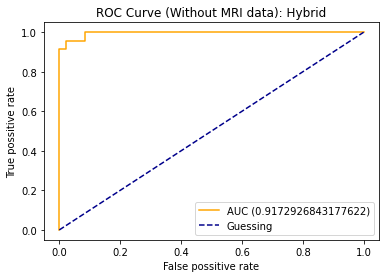 ROC Curve (Without MRI data): Hybrid
True possitive rate
1.0
0.8
0.6
0.4
0.2
0.0
AUC (0.9172926843177622)
Guessing
0.0 0.2 0.4 0.6 0.8 1.0
False possitive rate